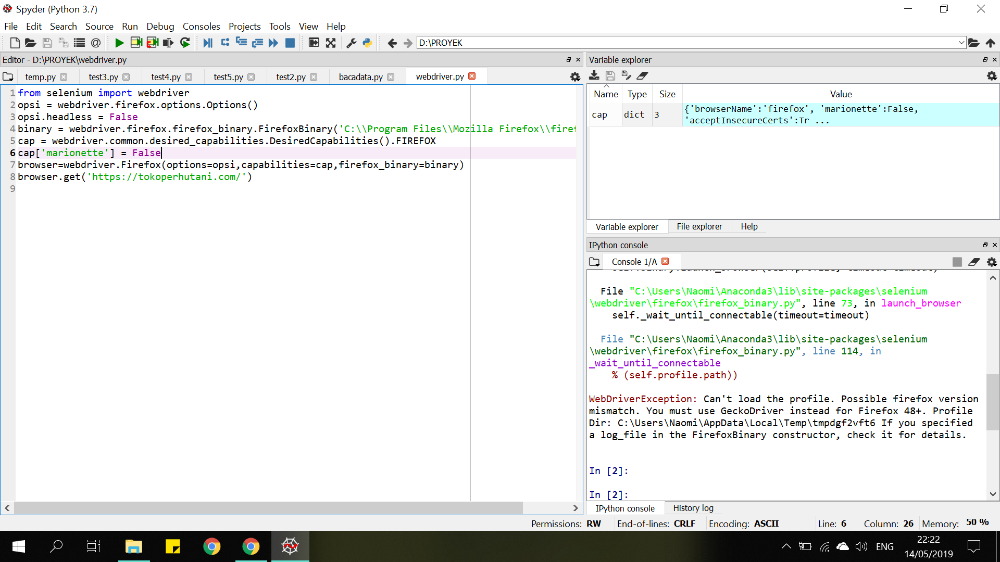 Spyder (Python 3.7)
File Edit Search Source Run Debug Consoles Projects Tools View Help
D:\PROYEK
Editor - D:\PROYEK\webdriver.py
temp.py test3.py test4.py test5.py test2.py bacadata.py webdriver.py
1 from selenium import webdriver
2 opsi = webdriver.firefox.options.Options()
3 opsi.headless = False
4 binary = webdriver.firefox.firefox_binary.FirefoxBinary('C:\\Program Files\\Mozilla Firefox\\firef
5 cap = webdriver.common.desired_capabilities.DesiredCapabilities().FIREFOX
6 cap['marionette'] = False
7 browser=webdriver.Firefox(options=opsi,capabilities=cap,firefox_binary=binary)
8 browser.get('https://tokoperhutani.com/')
9
Variable explorer
Name Type Size Value
cap dict 3 {'browserName':'firefox', 'marionette':False,
'acceptInsecureCerts':Tr ...
Variable explorer File explorer Help
IPython console
Console 1/A
File "C:\Users\Naomi\Anaconda3\lib\site-packages\selenium
\webdriver\firefox\firefox_binary.py", line 73, in launch_browser
self._wait_until_connectable(timeout=timeout)
File "C:\Users\Naomi\Anaconda3\lib\site-packages\selenium
\webdriver\firefox\firefox_binary.py", line 114, in
_wait_until_connectable
% (self.profile.path))
WebDriverException: Can't load the profile. Possible firefox version
mismatch. You must use GeckoDriver instead for Firefox 48+. Profile
Dir: C:\Users\Naomi\AppData\Local\Temp\tmpdgf2vft6 If you specified
a log_file in the FirefoxBinary constructor, check it for details.
In [2]:
In [2]:
IPython console History log
Permissions: RW End-of-lines: CRLF Encoding: ASCII Line: 6 Column: 26 Memory: 50 %
ENG
22:22
14/05/2019